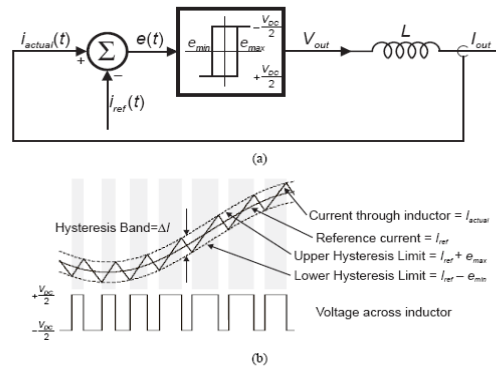 i_actual(t)
+
Σ
−
e(t)
e_min
e_max
−V_DC/2
+V_DC/2
V_out
L
I_out
i_ref(t)
(a)
Hysteresis Band=ΔI
Current through inductor = I_actual
Reference current = I_ref
Upper Hysteresis Limit = I_ref + e_max
Lower Hysteresis Limit = I_ref − e_min
+V_DC/2
−V_DC/2
Voltage across inductor
(b)